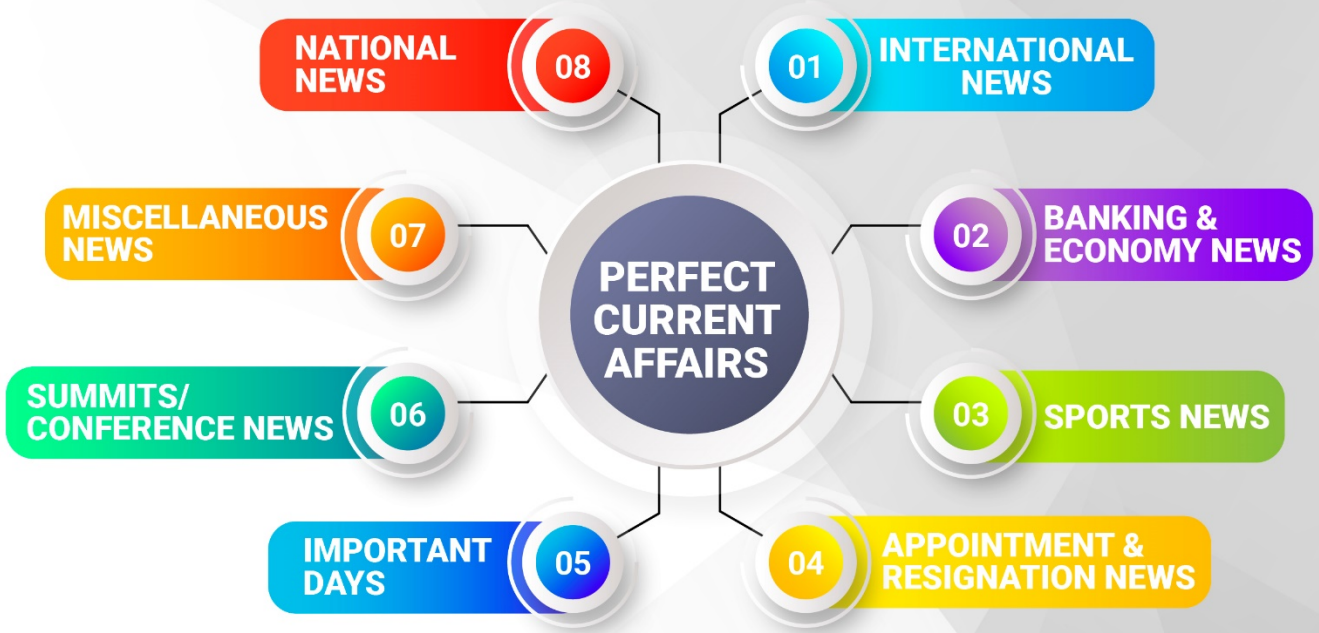 PERFECT
CURRENT
AFFAIRS
01
INTERNATIONAL
NEWS
02
BANKING &
ECONOMY NEWS
03
SPORTS NEWS
04
APPOINTMENT &
RESIGNATION NEWS
05
IMPORTANT
DAYS
06
SUMMITS/
CONFERENCE NEWS
07
MISCELLANEOUS
NEWS
08
NATIONAL
NEWS